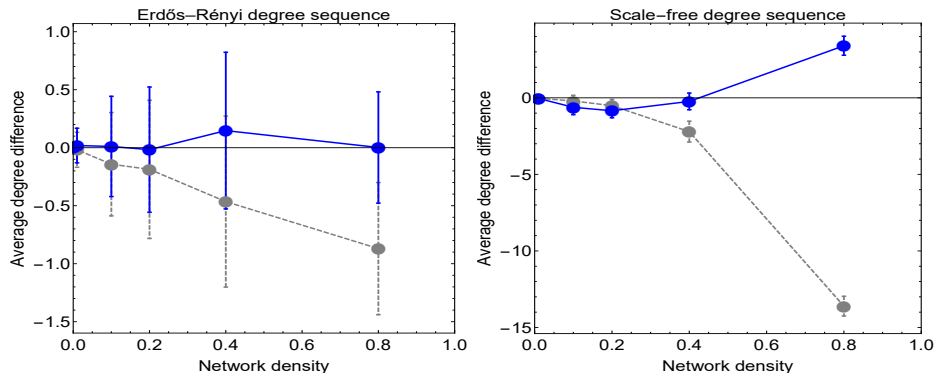 Erdős–Rényi degree sequence
1.0
0.5
0.0
−0.5
−1.0
−1.5
Average degree difference
0.0 0.2 0.4 0.6 0.8 1.0
Network density
Scale−free degree sequence
0
−5
−10
−15
Average degree difference
0.0 0.2 0.4 0.6 0.8 1.0
Network density